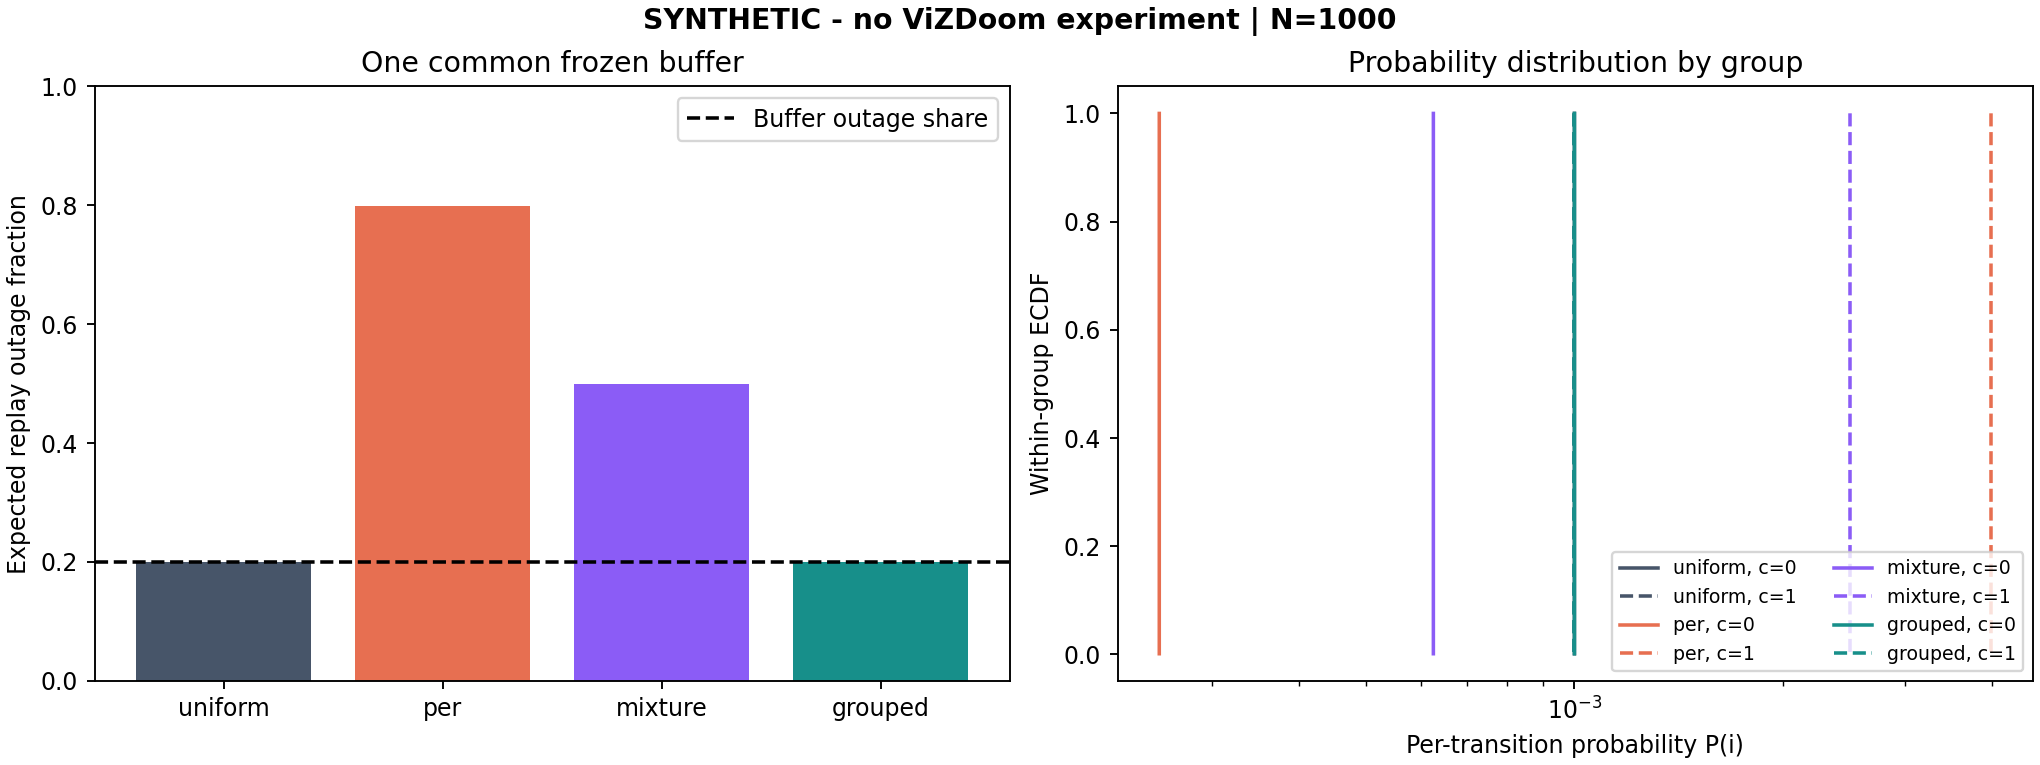 SYNTHETIC - no ViZDoom experiment | N=1000
One common frozen buffer
Expected replay outage fraction
1.0
0.8
0.6
0.4
0.2
0.0
Buffer outage share
uniform
per
mixture
grouped
Probability distribution by group
Within-group ECDF
1.0
0.8
0.6
0.4
0.2
0.0
uniform, c=0
uniform, c=1
per, c=0
per, c=1
mixture, c=0
mixture, c=1
grouped, c=0
grouped, c=1
10⁻³
Per-transition probability P(i)